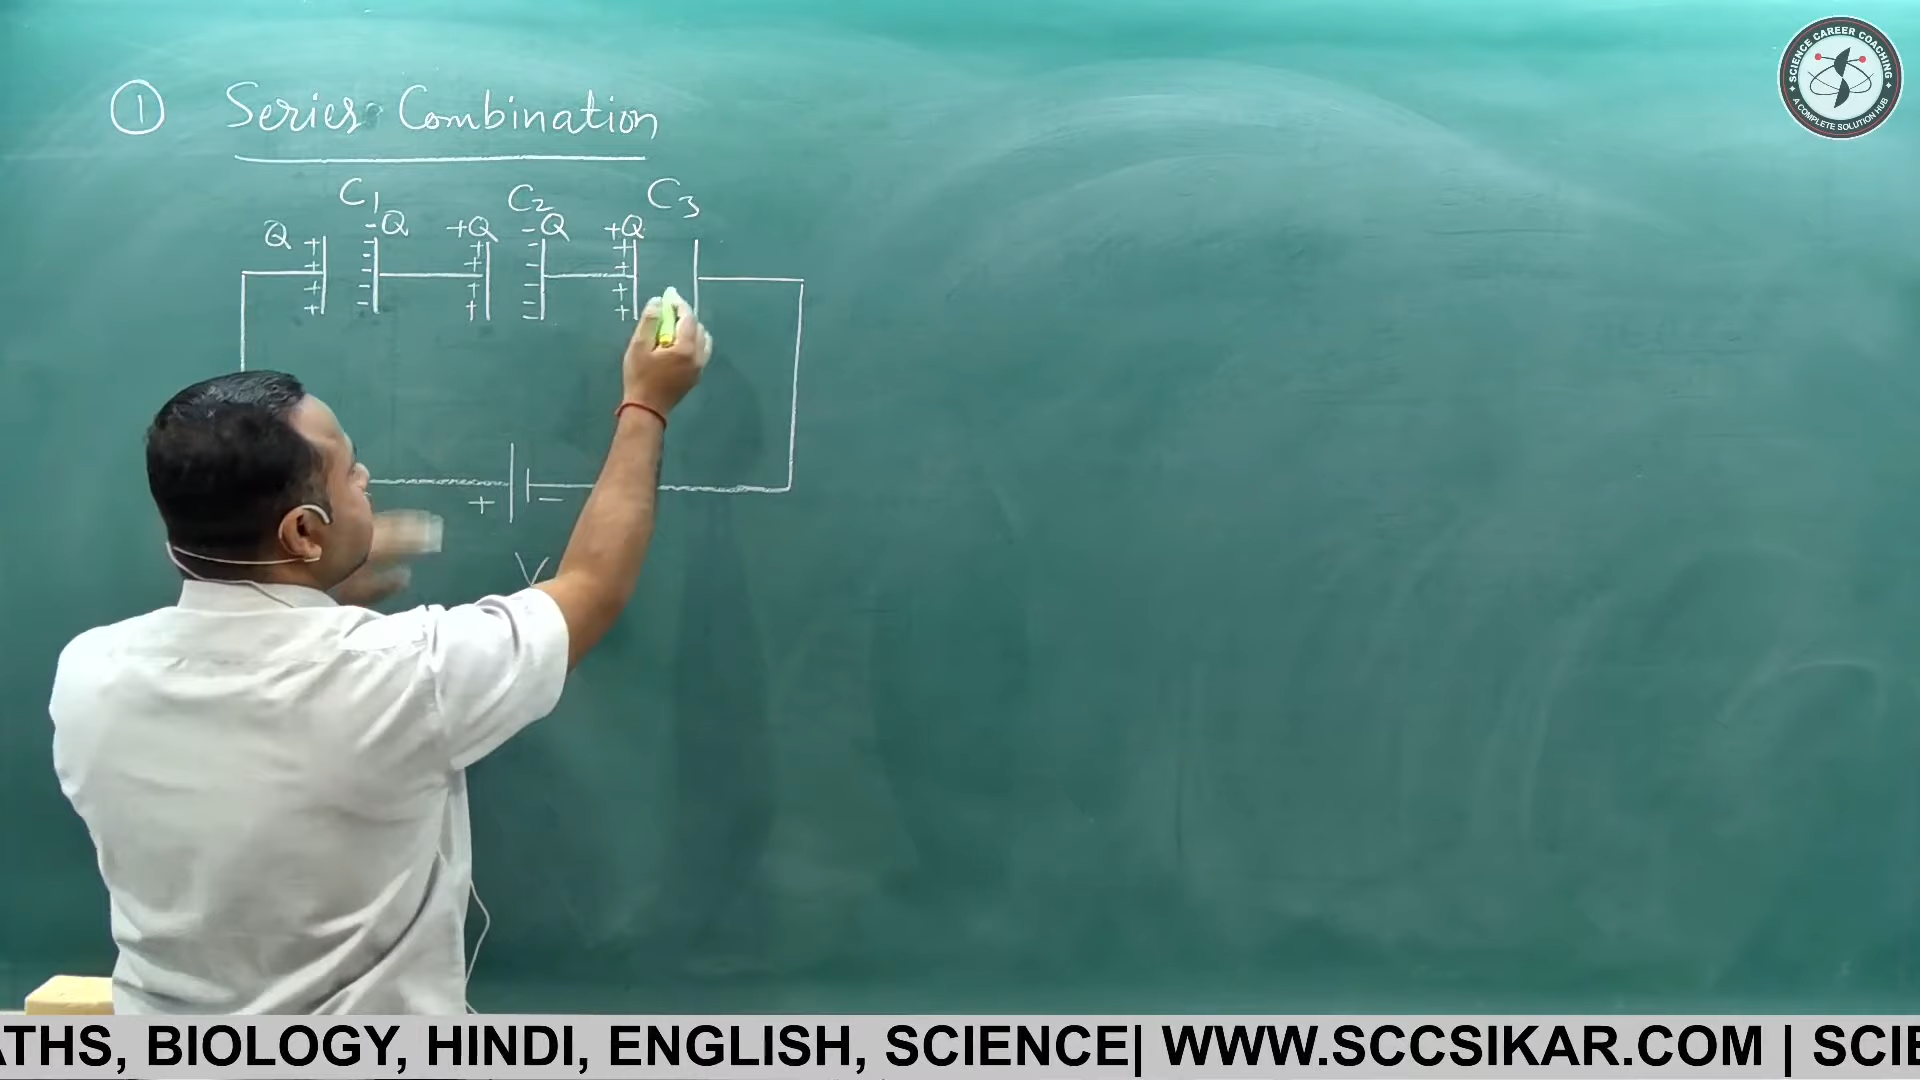 ① Series Combination
C1 C2 C3
Q -Q +Q -Q +Q
+ - + - +
+ - + - +
+ - + - +
+ - + - +
+ -
V
SCIENCE CAREER COACHING
A COMPLETE SOLUTION HUB
ATHS, BIOLOGY, HINDI, ENGLISH, SCIENCE| WWW.SCCSIKAR.COM | SCIE